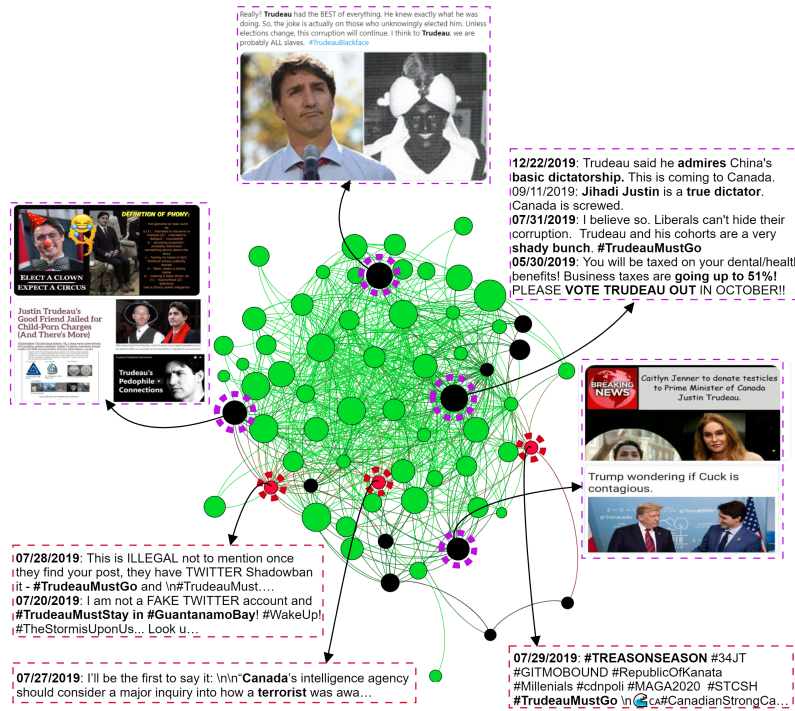 Really? Trudeau had the BEST of everything. He knew exactly what he was
doing. So, the joke is actually on those who unknowingly elected him. Unless
elections change, this corruption will continue. I think to Trudeau, we are
probably ALL slaves. #TrudeauBlackface
12/22/2019: Trudeau said he admires China's
basic dictatorship. This is coming to Canada.
09/11/2019: Jihadi Justin is a true dictator.
Canada is screwed.
07/31/2019: I believe so. Liberals can't hide their
corruption. Trudeau and his cohorts are a very
shady bunch. #TrudeauMustGo
05/30/2019: You will be taxed on your dental/healt
benefits! Business taxes are going up to 51%!
PLEASE VOTE TRUDEAU OUT IN OCTOBER!!
DEFINITION OF PHONY:
ELECT A CLOWN
EXPECT A CIRCUS
Justin Trudeau's
Good Friend Jailed for
Child-Porn Charges
(And There's More)
Trudeau's
Pedophile
Connections
BREAKING
NEWS
Caitlyn Jenner to donate testicles
to Prime Minister of Canada
Justin Trudeau.
Trump wondering if Cuck is
contagious.
07/28/2019: This is ILLEGAL not to mention once
they find your post, they have TWITTER Shadowban
it - #TrudeauMustGo and \n#TrudeauMust….
07/20/2019: I am not a FAKE TWITTER account and
#TrudeauMustStay in #GuantanamoBay! #WakeUp!
#TheStormisUponUs... Look u…
07/27/2019: I'll be the first to say it: \n\n“Canada's intelligence agency
should consider a major inquiry into how a terrorist was awa…
07/29/2019: #TREASONSEASON #34JT
#GITMOBOUND #RepublicOfKanata
#Millenials #cdnpoli #MAGA2020 #STCSH
#TrudeauMustGo \n🌊CA#CanadianStrongCa…